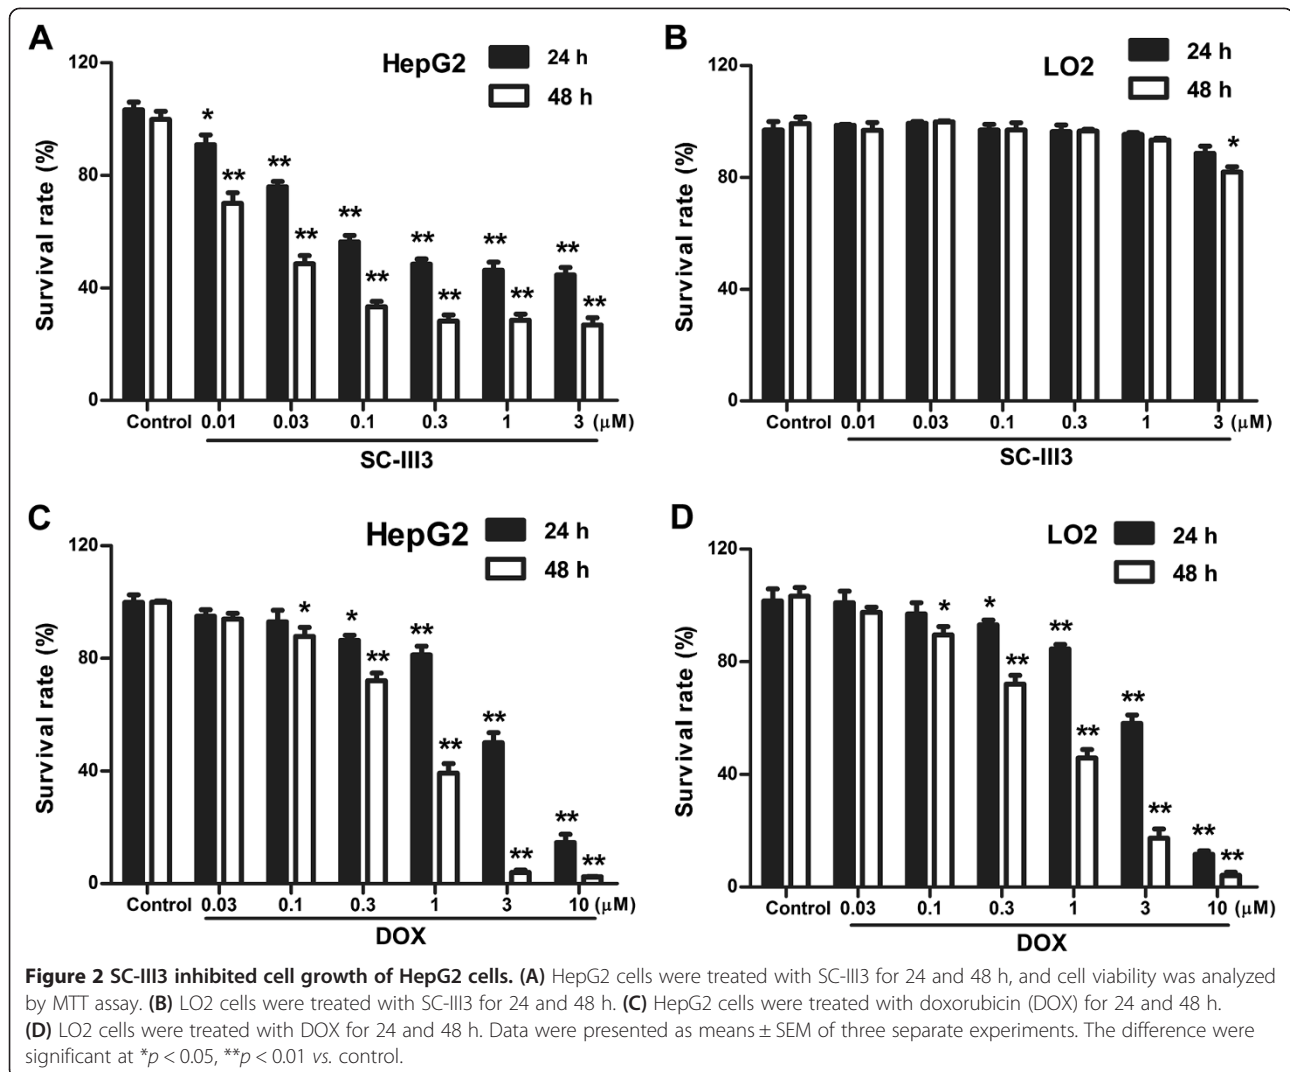 A
HepG2
24 h
48 h
Survival rate (%)
120
80
40
0
*
**
**
**
**
**
**
**
**
**
**
**
Control 0.01 0.03 0.1 0.3 1 3 (μM)
SC-III3
B
LO2
24 h
48 h
Survival rate (%)
120
80
40
0
*
Control 0.01 0.03 0.1 0.3 1 3 (μM)
SC-III3
C
HepG2
24 h
48 h
Survival rate (%)
120
80
40
0
*
*
**
**
**
**
**
**
**
Control 0.03 0.1 0.3 1 3 10 (μM)
DOX
D
LO2
24 h
48 h
Survival rate (%)
120
80
40
0
*
*
**
**
**
**
**
**
**
Control 0.03 0.1 0.3 1 3 10 (μM)
DOX
Figure 2 SC-III3 inhibited cell growth of HepG2 cells. (A) HepG2 cells were treated with SC-III3 for 24 and 48 h, and cell viability was analyzed
by MTT assay. (B) LO2 cells were treated with SC-III3 for 24 and 48 h. (C) HepG2 cells were treated with doxorubicin (DOX) for 24 and 48 h.
(D) LO2 cells were treated with DOX for 24 and 48 h. Data were presented as means ± SEM of three separate experiments. The difference were
significant at *p < 0.05, **p < 0.01 vs. control.